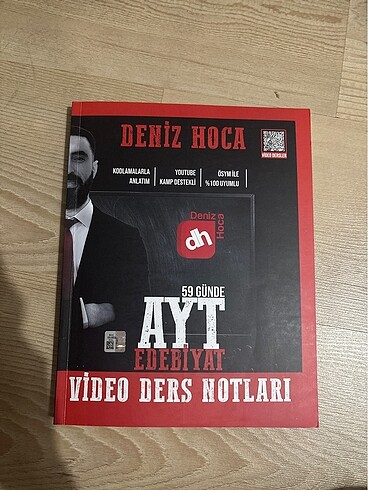 DENİZ HOCA
VİDEO DERSLER
KODLAMALARLA
ANLATIM
YOUTUBE
KAMP DESTEKLİ
ÖSYM İLE
%100 UYUMLU
dh
Deniz
Hoca
59 GÜNDE
AYT
EDEBİYAT
VİDEO DERS NOTLARI